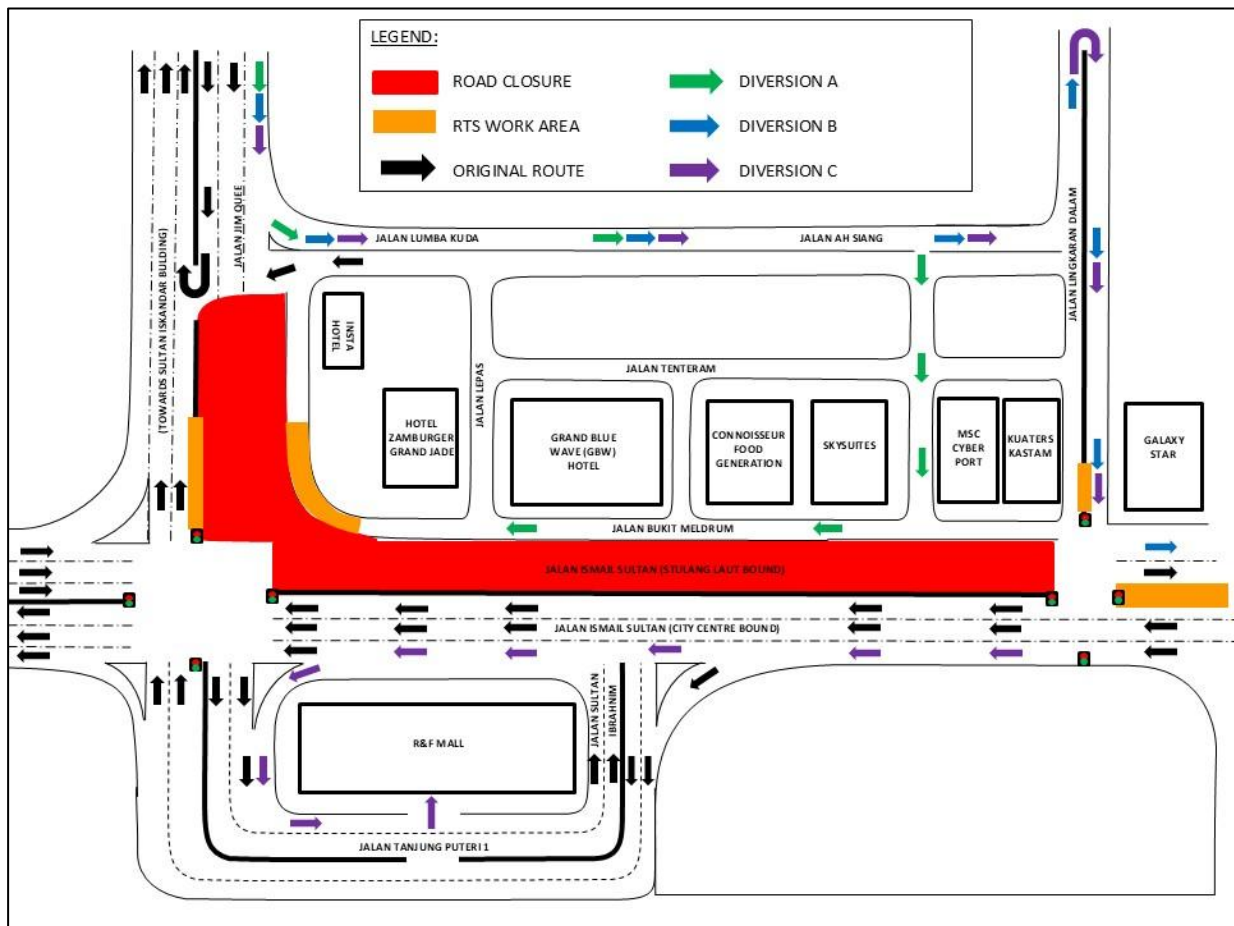 LEGEND:
ROAD CLOSURE
DIVERSION A
RTS WORK AREA
DIVERSION B
ORIGINAL ROUTE
DIVERSION C
(TOWARDS SULTAN ISKANDAR BULDING)
JALAN JIM QUEE
JALAN LUMBA KUDA
JALAN AH SIANG
JALAN LINGKARAN DALAM
INSTA
HOTEL
JALAN LEPAS
JALAN TENTERAM
HOTEL
ZAMBURGER
GRAND JADE
GRAND BLUE
WAVE (GBW)
HOTEL
CONNOISSEUR
FOOD
GENERATION
SKYSUITES
MSC
CYBER
PORT
KUATERS
KASTAM
GALAXY
STAR
JALAN BUKIT MELDRUM
JALAN ISMAIL SULTAN (STULANG LAUT BOUND)
JALAN ISMAIL SULTAN (CITY CENTRE BOUND)
JALAN SULTAN
IBRAHNIM
R&F MALL
JALAN TANJUNG PUTERI 1